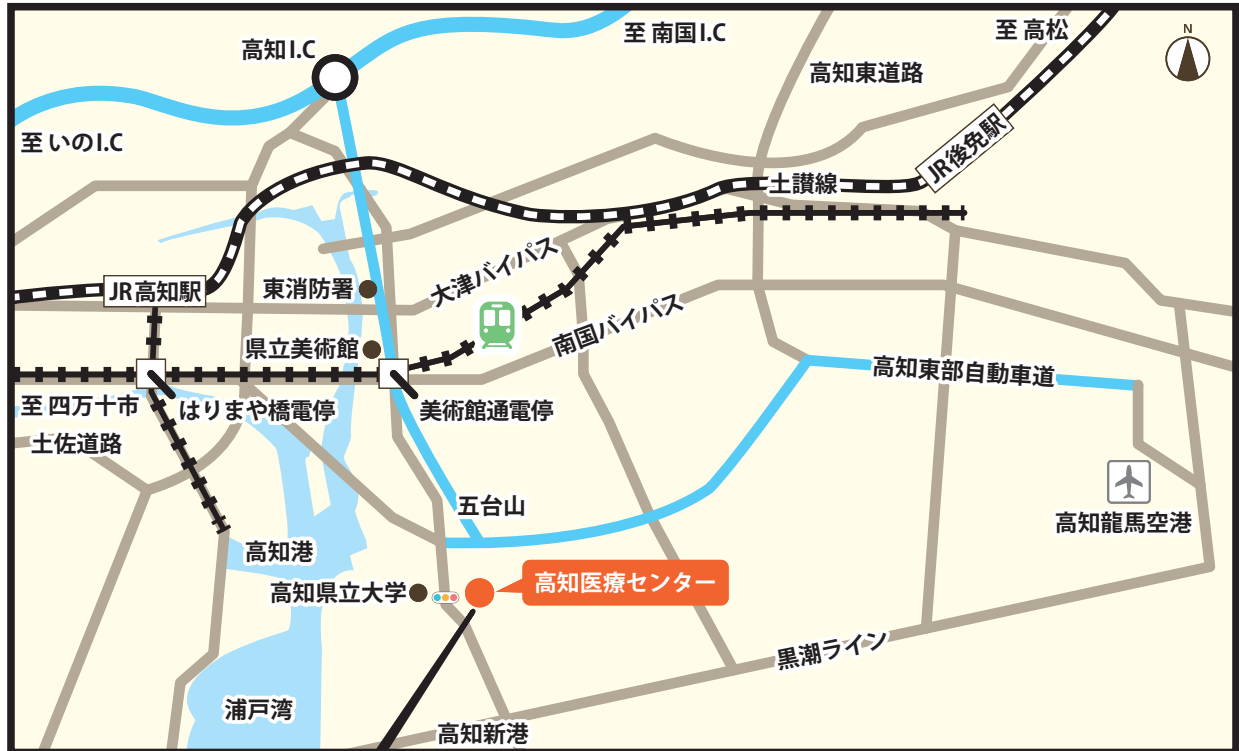 N
至 高松
至 南国I.C
高知I.C
高知東道路
至 いのI.C
JR後免駅
土讃線
大津バイパス
JR高知駅
東消防署
南国バイパス
県立美術館
高知東部自動車道
至 四万十市
はりまや橋電停
美術館通電停
土佐道路
五台山
高知龍馬空港
高知港
高知医療センター
高知県立大学
黒潮ライン
浦戸湾
高知新港